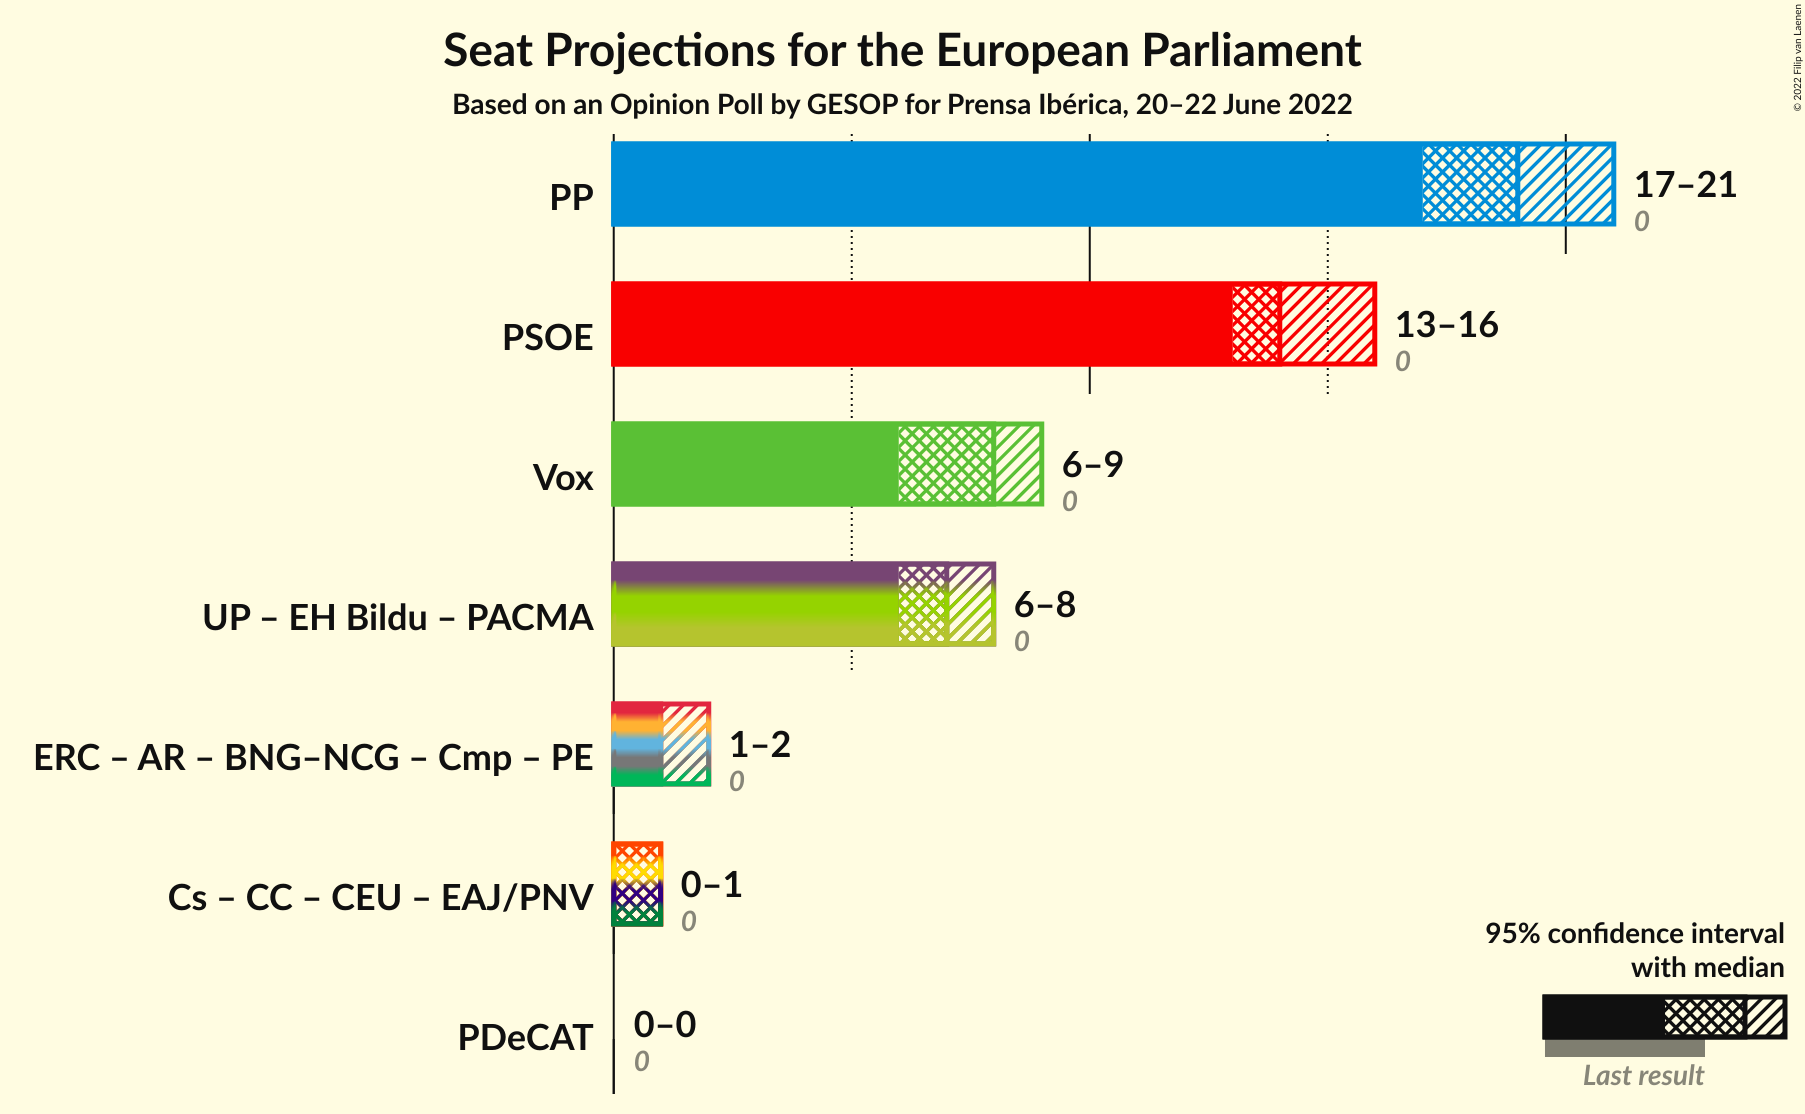 Seat Projections for the European Parliament
Based on an Opinion Poll by GESOP for Prensa Ibérica, 20–22 June 2022
© 2022 Filip van Laenen
PP
17–21
0
PSOE
13–16
0
Vox
6–9
0
UP – EH Bildu – PACMA
6–8
0
ERC – AR – BNG–NCG – Cmp – PE
1–2
0
Cs – CC – CEU – EAJ/PNV
0–1
0
PDeCAT
0–0
0
95% confidence interval
with median
Last result